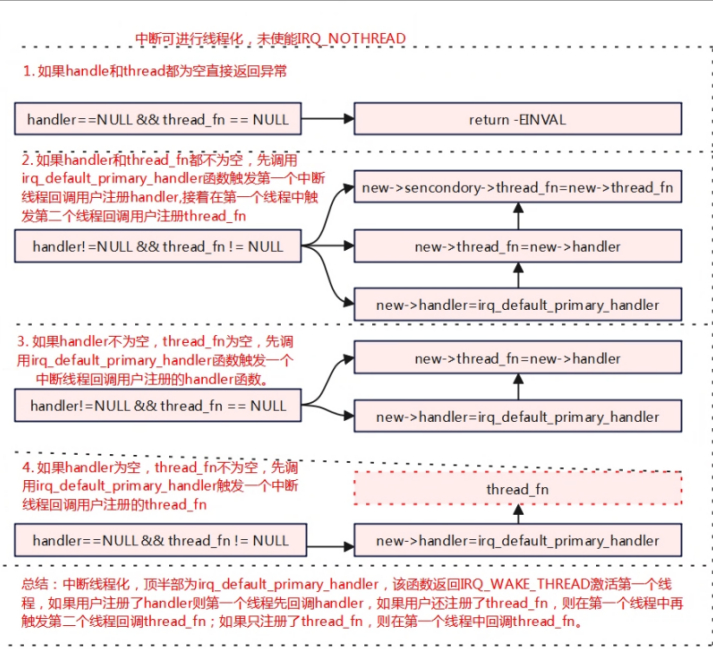 中断可进行线程化，未使能IRQ_NOTHREAD
1. 如果handle和thread都为空直接返回异常
handler==NULL && thread_fn == NULL
return -EINVAL
2. 如果handler和thread_fn都不为空，先调用
irq_default_primary_handler函数触发第一个中断
线程回调用户注册handler,接着在第一个线程中触
发第二个线程回调用户注册thread_fn
handler!=NULL && thread_fn != NULL
new->sencondory->thread_fn=new->thread_fn
new->thread_fn=new->handler
new->handler=irq_default_primary_handler
3. 如果handler不为空，thread_fn为空，先调
用irq_default_primary_handler函数触发一个
中断线程回调用户注册的handler函数。
handler!=NULL && thread_fn == NULL
new->thread_fn=new->handler
new->handler=irq_default_primary_handler
4. 如果handler为空，thread_fn不为空，先调
用irq_default_primary_handler触发一个中断
线程回调用户注册的thread_fn
handler==NULL && thread_fn != NULL
thread_fn
new->handler=irq_default_primary_handler
总结：中断线程化，顶半部为irq_default_primary_handler，该函数返回IRQ_WAKE_THREAD激活第一个线
程，如果用户注册了handler则第一个线程先回调handler，如果用户还注册了thread_fn，则在第一个线程中再
触发第二个线程回调thread_fn；如果只注册了thread_fn，则在第一个线程中回调thread_fn。